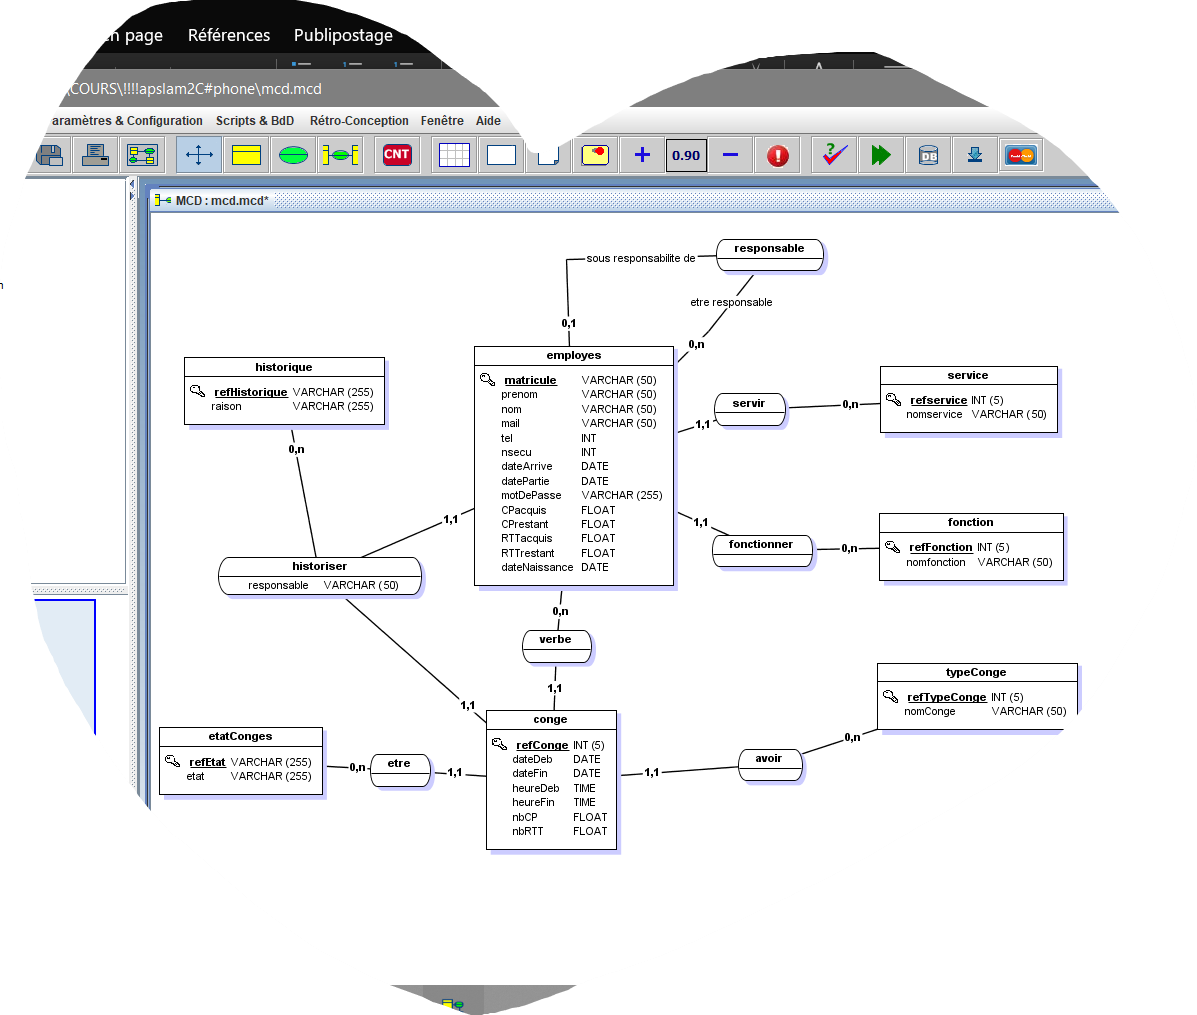 en page Références Publipostage
\COURS\!!!!apslam2C#phone\mcd.mcd
aramètres & Configuration Scripts & BdD Rétro-Conception Fenêtre Aide
CNT 0.90 DB
MCD : mcd.mcd*
responsable
sous responsabilite de
etre responsable
0,1
0,n
employes
matricule VARCHAR (50)
prenom VARCHAR (50)
nom VARCHAR (50)
mail VARCHAR (50)
tel INT
nsecu INT
dateArrive DATE
datePartie DATE
motDePasse VARCHAR (255)
CPacquis FLOAT
CPrestant FLOAT
RTTacquis FLOAT
RTTrestant FLOAT
dateNaissance DATE
historique
refHistorique VARCHAR (255)
raison VARCHAR (255)
0,n
service
refservice INT (5)
nomservice VARCHAR (50)
servir
0,n
1,1
fonction
refFonction INT (5)
nomfonction VARCHAR (50)
1,1
fonctionner
0,n
1,1
historiser
responsable VARCHAR (50)
0,n
verbe
1,1
1,1
typeConge
refTypeConge INT (5)
nomConge VARCHAR (50)
0,n
avoir
1,1
conge
refConge INT (5)
dateDeb DATE
dateFin DATE
heureDeb TIME
heureFin TIME
nbCP FLOAT
nbRTT FLOAT
etatConges
refEtat VARCHAR (255)
etat VARCHAR (255)
0,n
etre
1,1